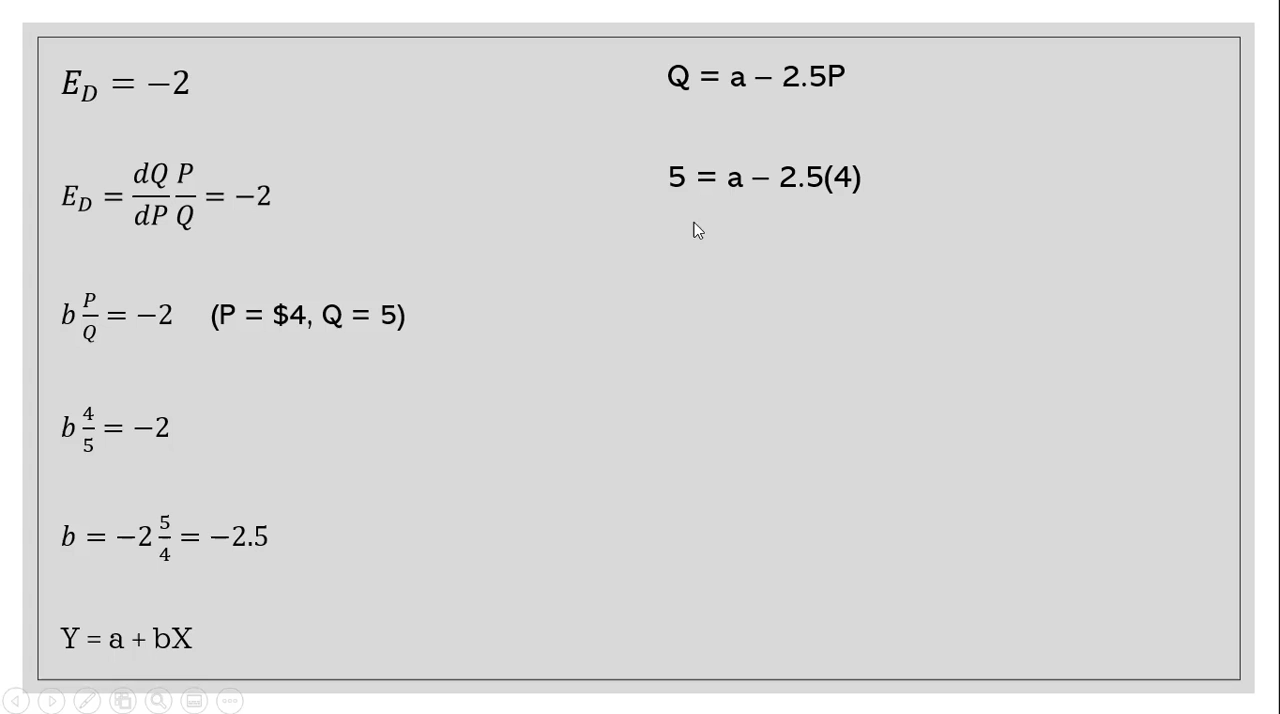 E_D = −2
E_D = dQ/dP P/Q = −2
b P/Q = −2 (P = $4, Q = 5)
b 4/5 = −2
b = −2 5/4 = −2.5
Y = a + bX
Q = a – 2.5P
5 = a – 2.5(4)